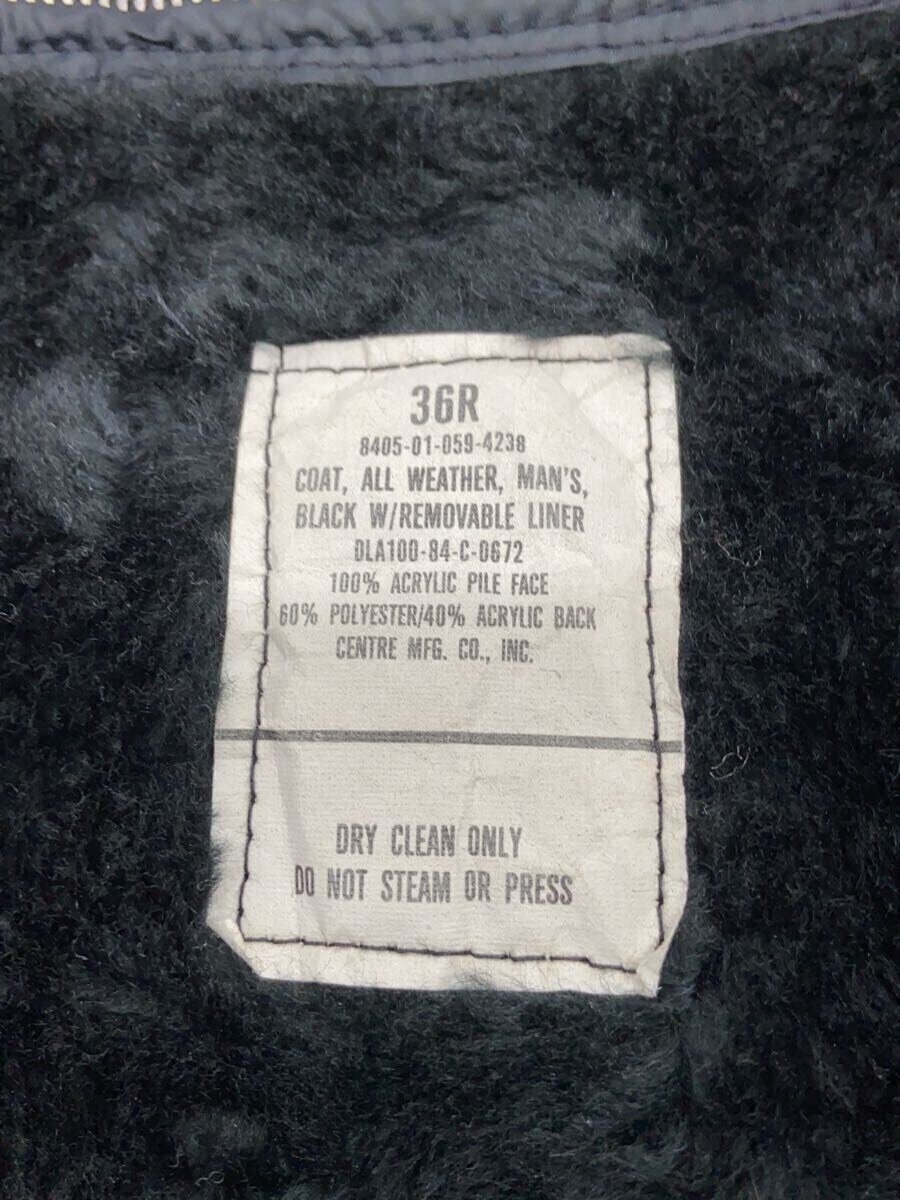 36R
8405-01-059-4238
COAT, ALL WEATHER, MAN'S,
BLACK W/REMOVABLE LINER
DLA100-84-C-0672
100% ACRYLIC PILE FACE
60% POLYESTER/40% ACRYLIC BACK
CENTRE MFG. CO., INC.
DRY CLEAN ONLY
DO NOT STEAM OR PRESS